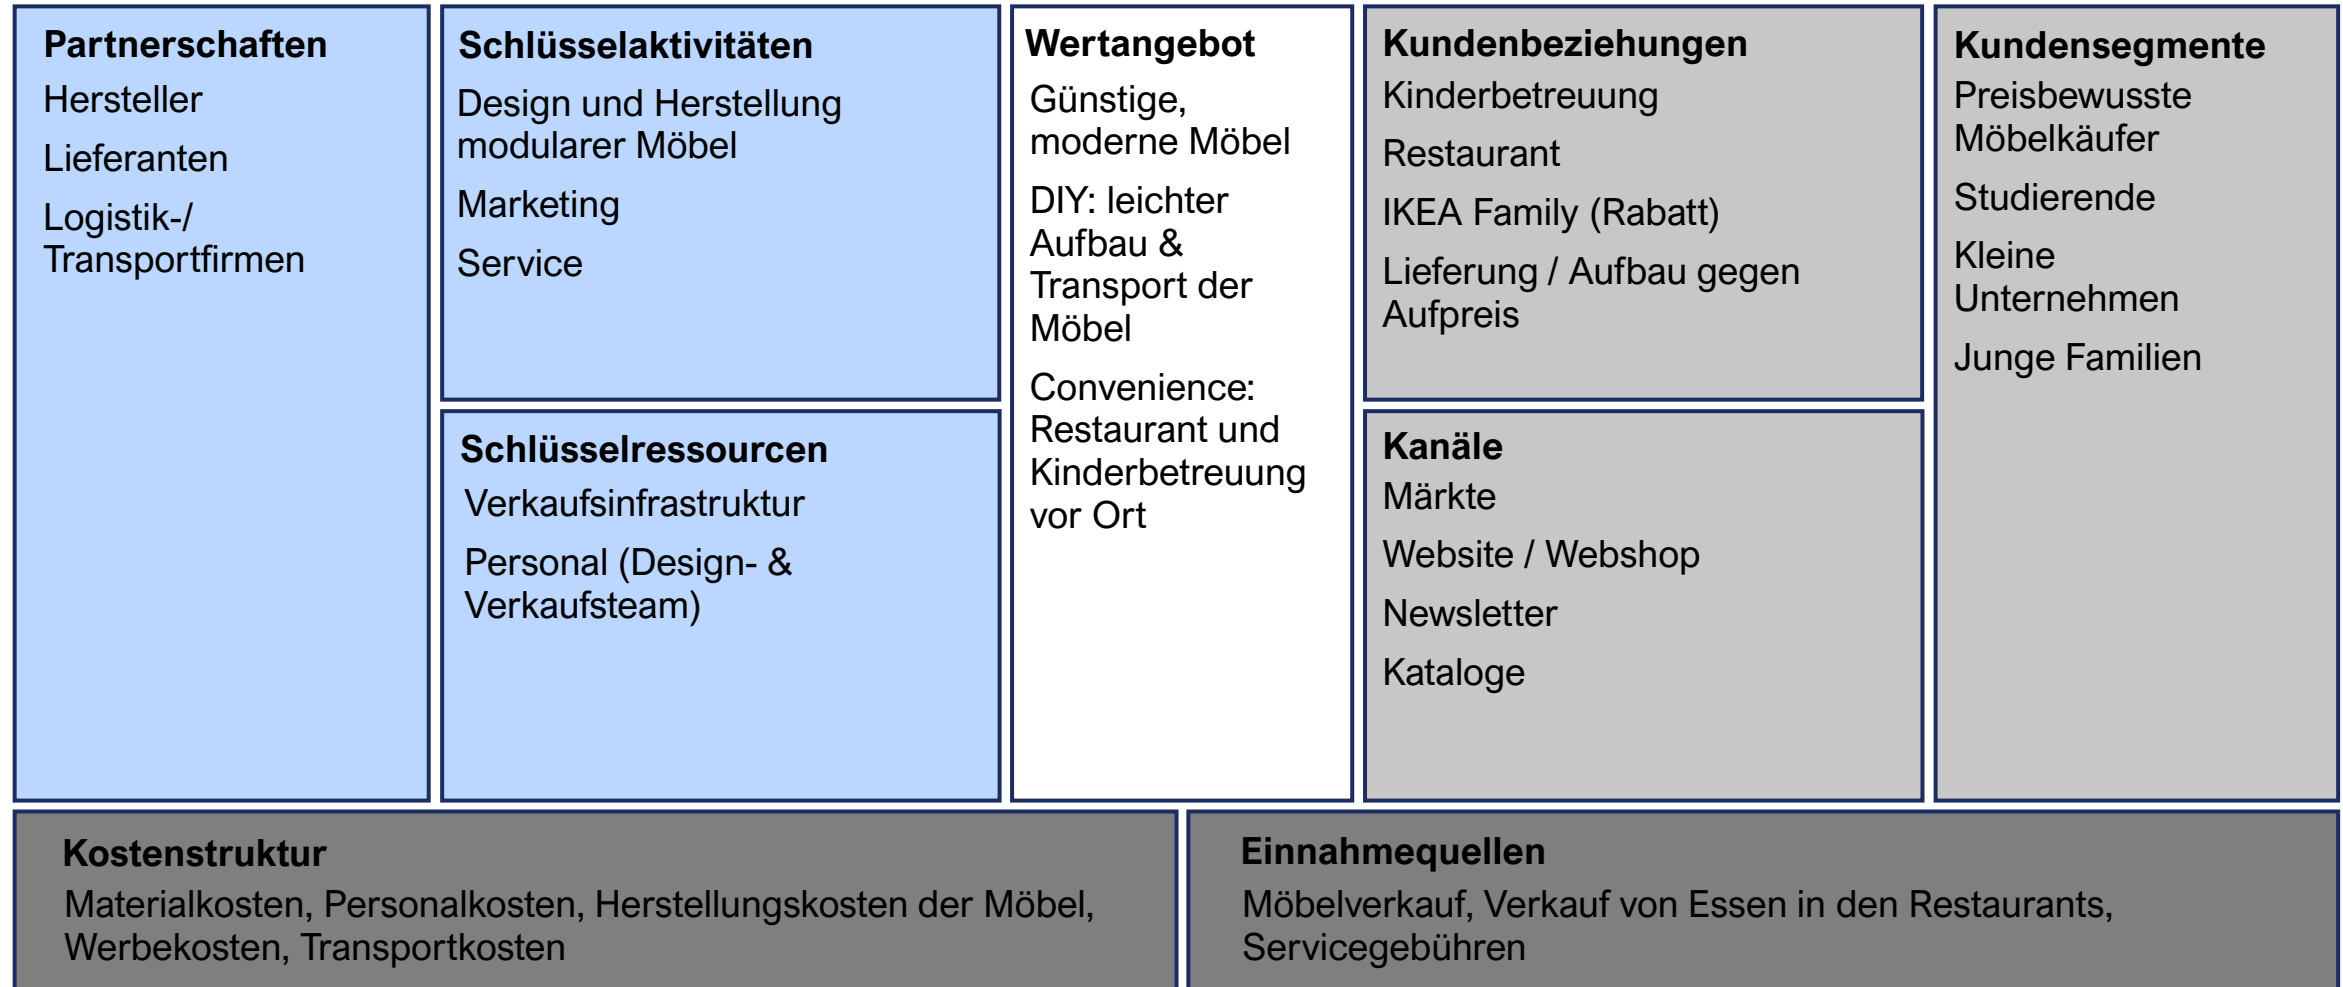 Partnerschaften
Hersteller
Lieferanten
Logistik-/
Transportfirmen
Schlüsselaktivitäten
Design und Herstellung
modularer Möbel
Marketing
Service
Schlüsselressourcen
Verkaufsinfrastruktur
Personal (Design- &
Verkaufsteam)
Wertangebot
Günstige,
moderne Möbel
DIY: leichter
Aufbau &
Transport der
Möbel
Convenience:
Restaurant und
Kinderbetreuung
vor Ort
Kundenbeziehungen
Kinderbetreuung
Restaurant
IKEA Family (Rabatt)
Lieferung / Aufbau gegen
Aufpreis
Kanäle
Märkte
Website / Webshop
Newsletter
Kataloge
Kundensegmente
Preisbewusste
Möbelkäufer
Studierende
Kleine
Unternehmen
Junge Familien
Kostenstruktur
Materialkosten, Personalkosten, Herstellungskosten der Möbel,
Werbekosten, Transportkosten
Einnahmequellen
Möbelverkauf, Verkauf von Essen in den Restaurants,
Servicegebühren